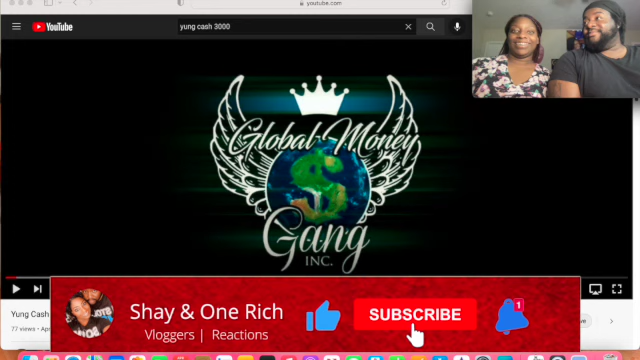 youtube.com
YouTube
yung cash 3000
Global Money
$
Gang
INC.
Shay & One Rich
Vloggers | Reactions
SUBSCRIBE
1
Yung Cash
77 views